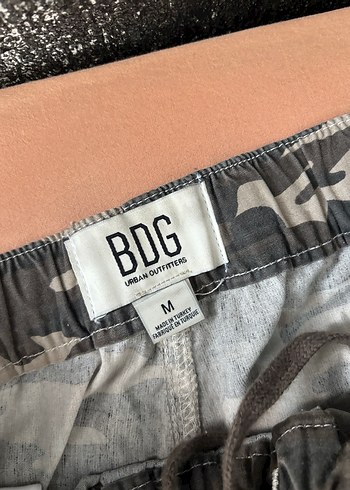 BDG
URBAN OUTFITTERS
M
MADE IN TURKEY
FABRIQUÉ EN TURQUIE